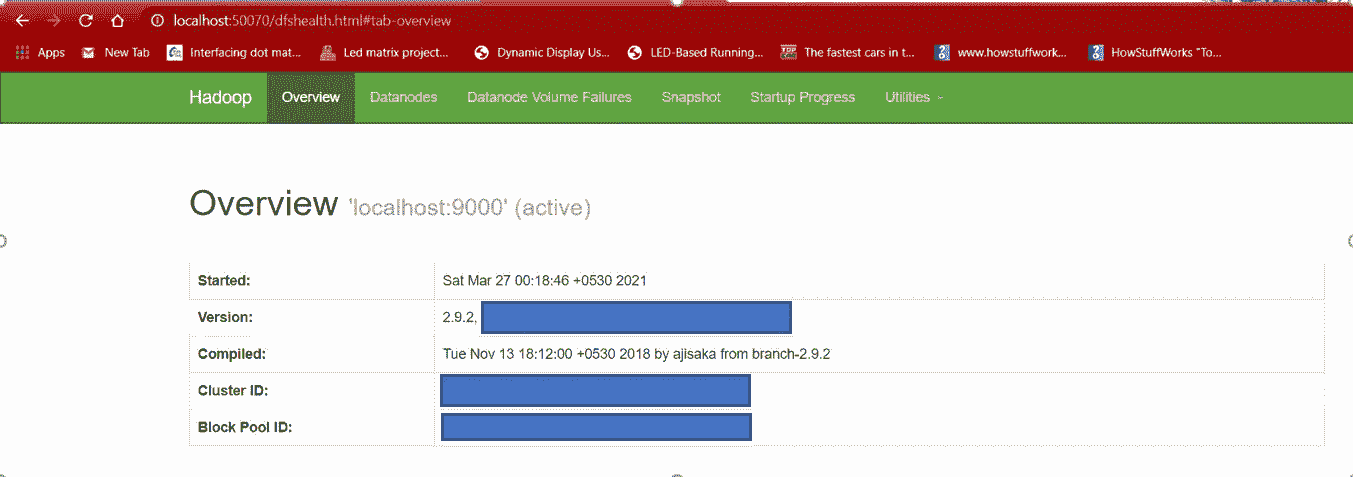 localhost:50070/dfshealth.html#tab-overview
Apps New Tab Interfacing dot mat... Led matrix project... Dynamic Display Us... LED-Based Running... The fastest cars in t... www.howstuffwork... HowStuffWorks "To...
Hadoop Overview Datanodes Datanode Volume Failures Snapshot Startup Progress Utilities
Overview 'localhost:9000' (active)
Started: Sat Mar 27 00:18:46 +0530 2021
Version: 2.9.2,
Compiled: Tue Nov 13 18:12:00 +0530 2018 by ajisaka from branch-2.9.2
Cluster ID:
Block Pool ID: